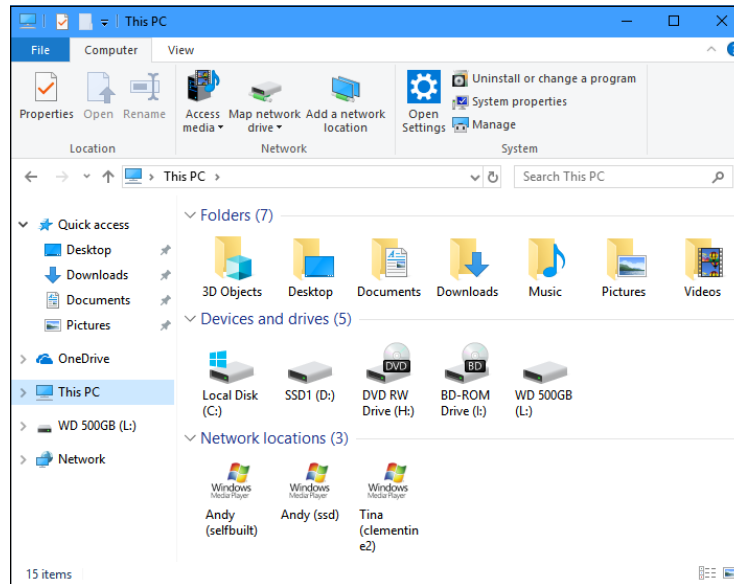 This PC
File Computer View
Properties Open Rename
Location
Access media Map network drive Add a network location
Network
Open Settings
Uninstall or change a program
System properties
Manage
System
This PC
Search This PC
Quick access
Desktop
Downloads
Documents
Pictures
OneDrive
This PC
WD 500GB (L:)
Network
Folders (7)
3D Objects Desktop Documents Downloads Music Pictures Videos
Devices and drives (5)
DVD BD
Local Disk SSD1 (D:) DVD RW BD-ROM WD 500GB
(C:) Drive (H:) Drive (I:) (L:)
Network locations (3)
Windows Windows Windows
Media Player Media Player Media Player
Andy Andy (ssd) Tina
(selfbuilt) (clementin
e2)
15 items